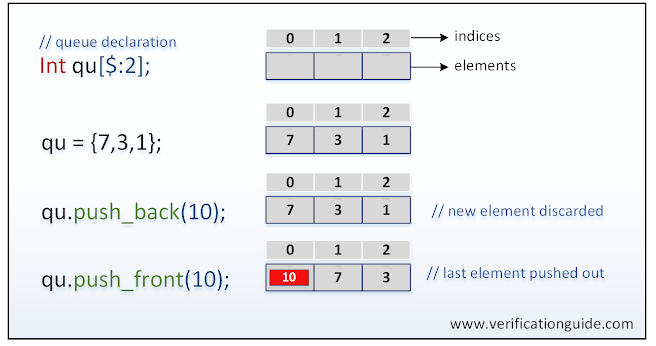 // queue declaration
0 1 2 indices
Int qu[$:2];
elements
0 1 2
qu = {7,3,1};
7 3 1
0 1 2
qu.push_back(10);
7 3 1
// new element discarded
0 1 2
qu.push_front(10);
10 7 3
// last element pushed out
www.verificationguide.com